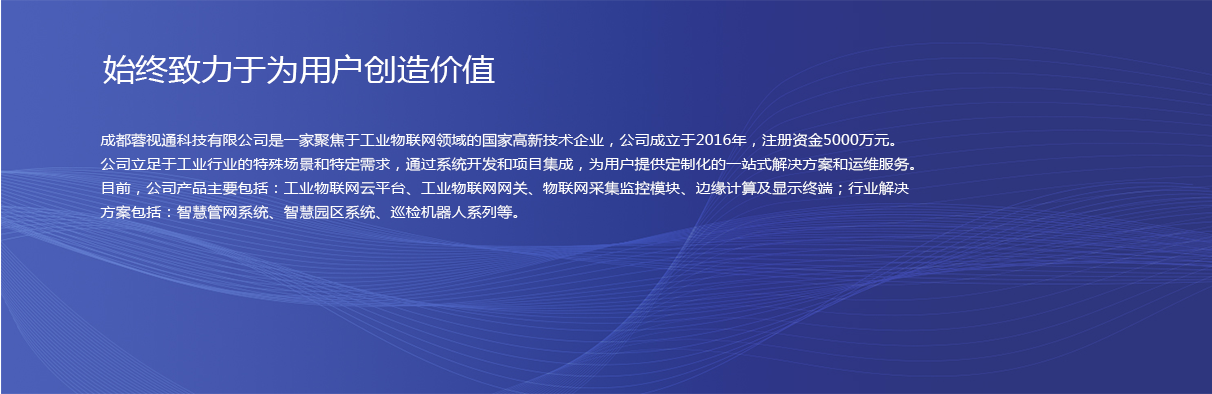 始终致力于为用户创造价值
成都蓉视通科技有限公司是一家聚焦于工业物联网领域的国家高新技术企业，公司成立于2016年，注册资金5000万元。
公司立足于工业行业的特殊场景和特定需求，通过系统开发和项目集成，为用户提供定制化的一站式解决方案和运维服务。
目前，公司产品主要包括：工业物联网云平台、工业物联网网关、物联网采集监控模块、边缘计算及显示终端；行业解决
方案包括：智慧管网系统、智慧园区系统、巡检机器人系列等。